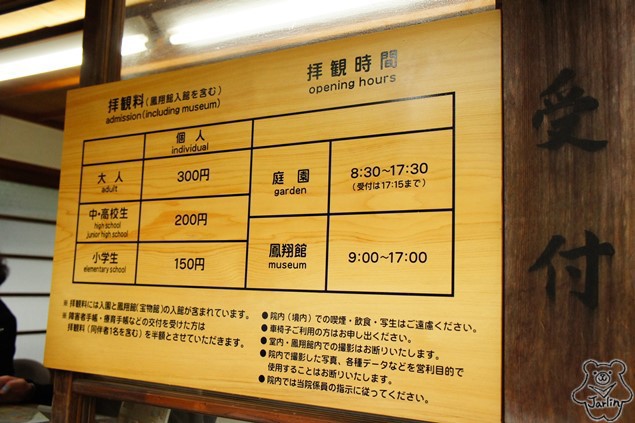 拝観料(鳳翔館入館を含む)
admission(including museum)
個人
individual
大人
adult
300円
中・高校生
high school
junior high school
200円
小学生
elementary school
150円
※ 拝観料には入園と鳳翔館(宝物館)の入館が含まれています。
※ 障害者手帳・療育手帳などの交付を受けた方は
拝観料(同伴者1名を含む)を半額とさせていただきます。
拝観時間
opening hours
庭園
garden
8:30~17:30
(受付は17:15まで)
鳳翔館
museum
9:00~17:00
● 院内(境内)での喫煙・飲食・写生はご遠慮ください。
● 車椅子ご利用の方はお申し出ください。
● 堂内・鳳翔館内での撮影はお断りいたします。
● 院内で撮影した写真、各種データなどを営利目的で
使用することはお断りいたします。
● 院内では当院係員の指示に従ってください。
受付
Jarlin